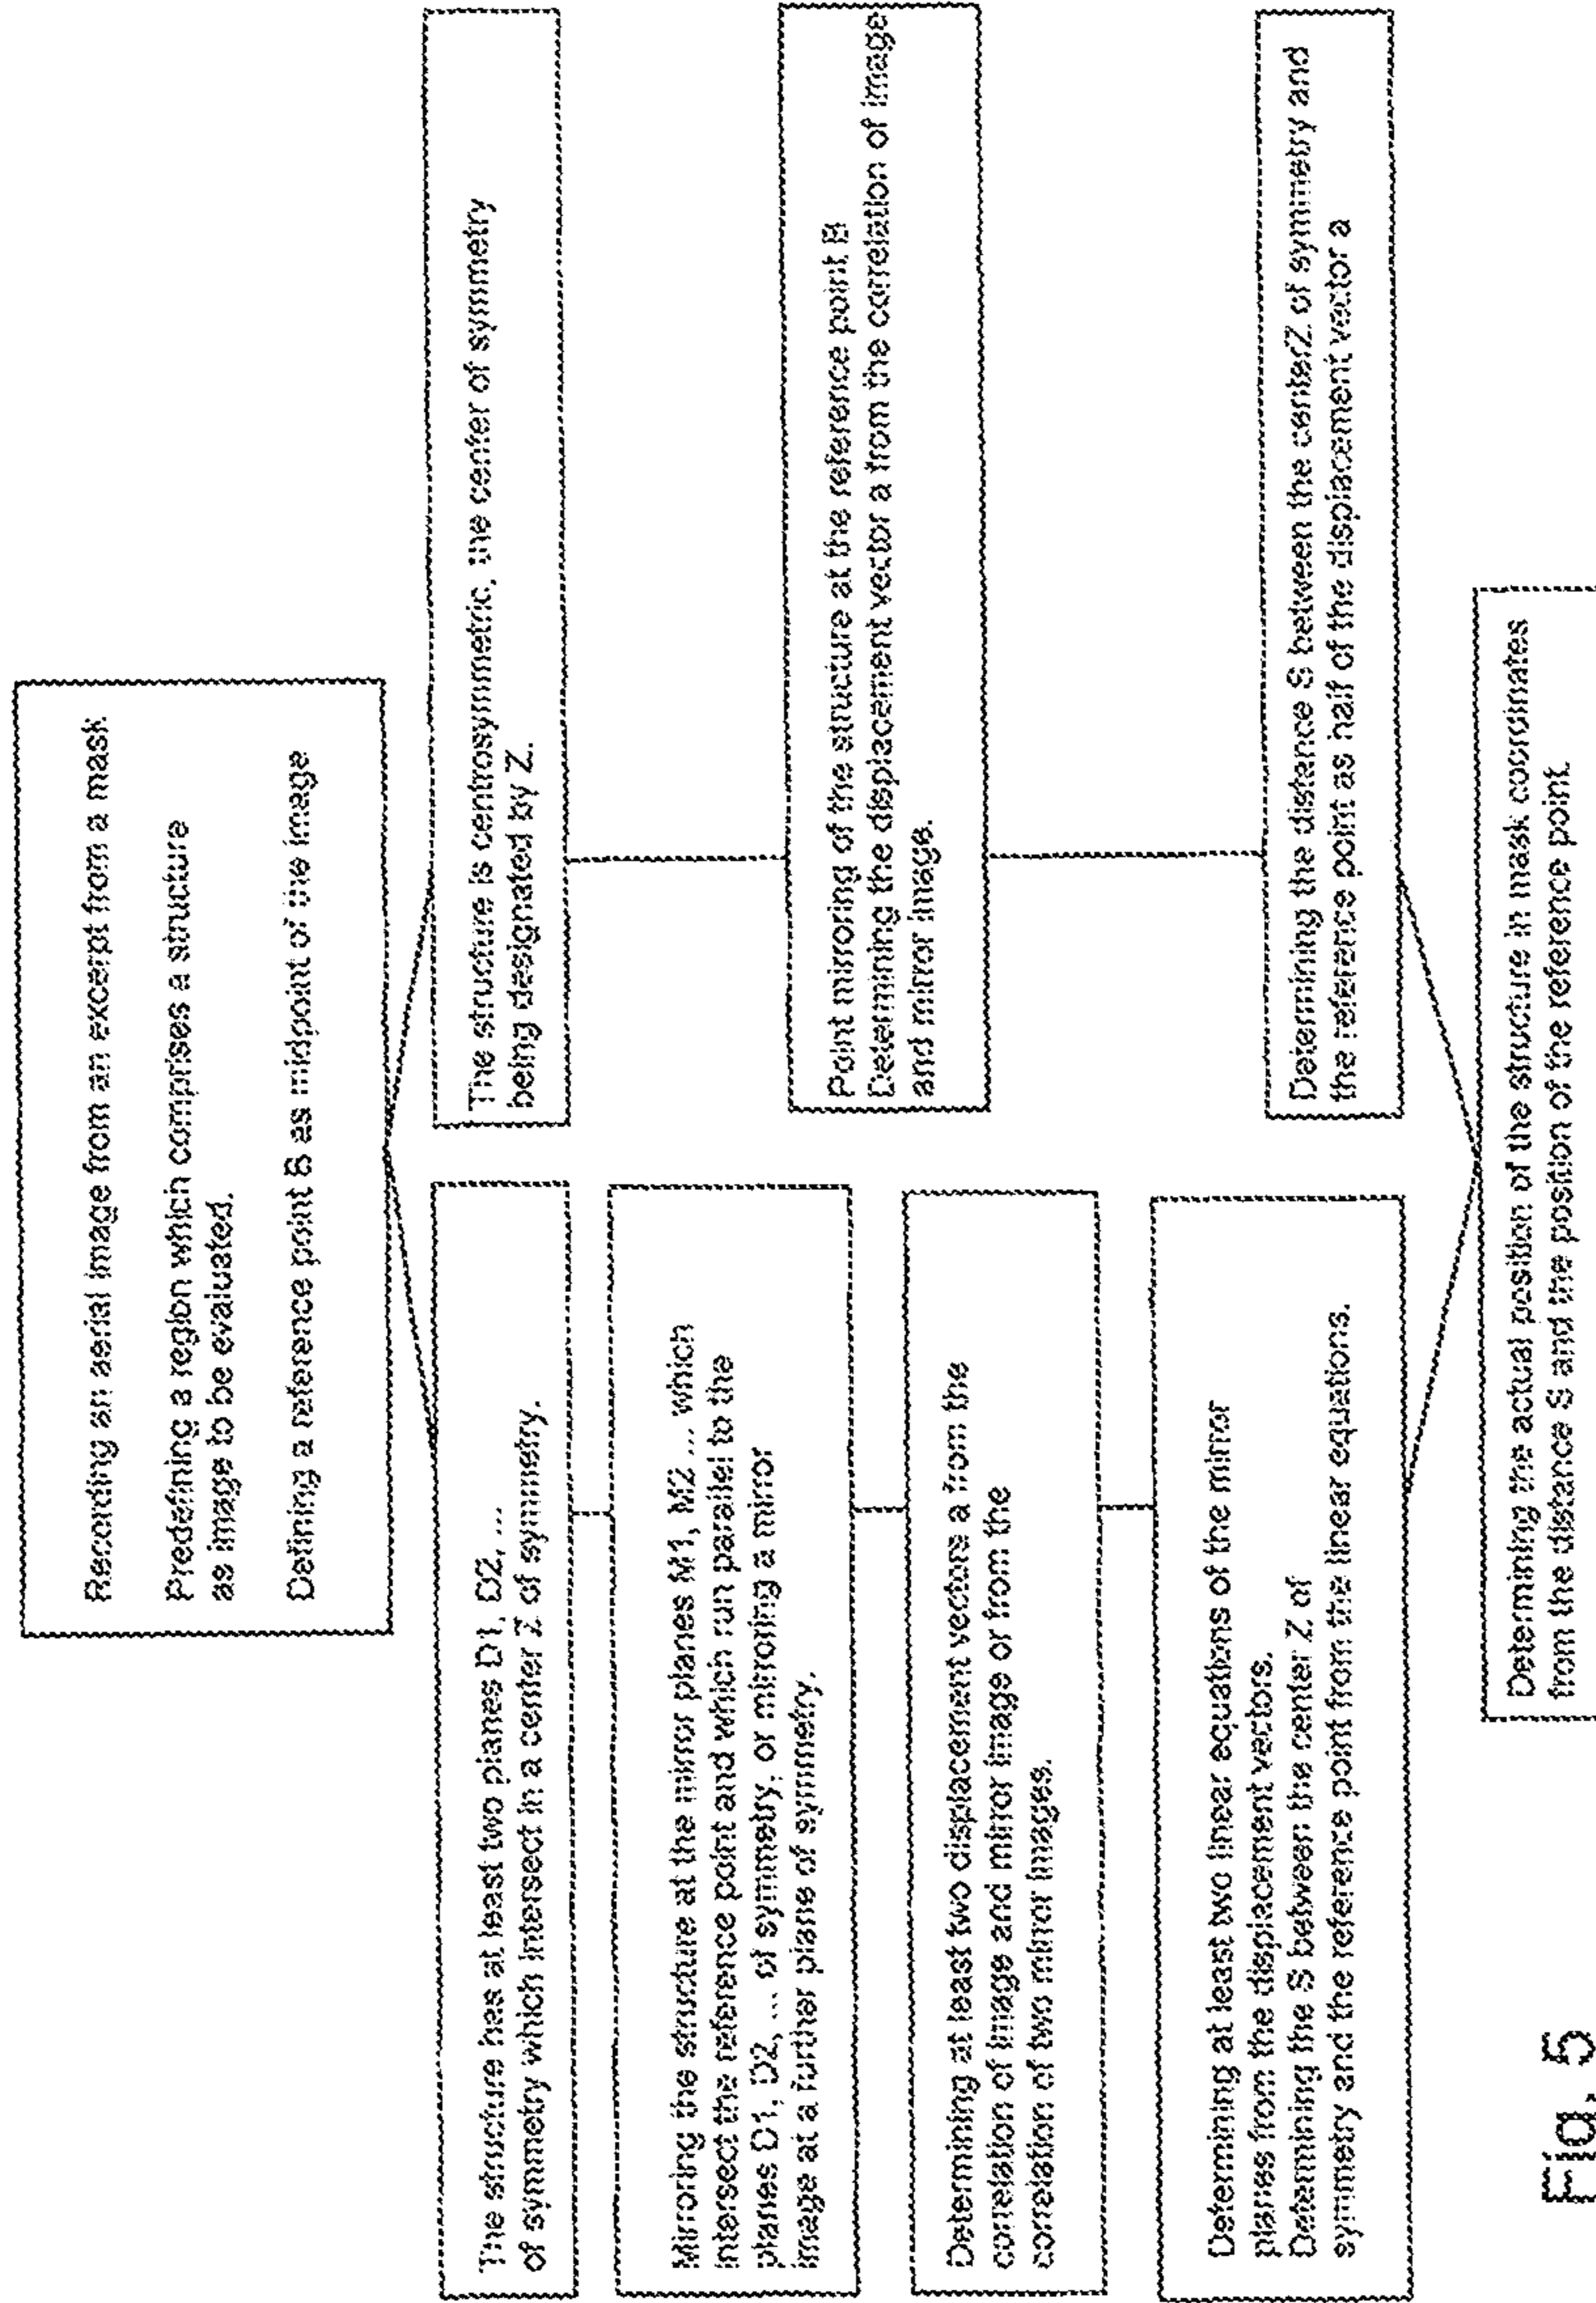 Recording an aerial image from an excerpt from a mask
Predefining a region which comprises a structure
as image to be evaluated.
Defining a reference point B as midpoint of the image
The structure has at least two planes D1, D2, ...
of symmetry which intersect in a center Z of symmetry.
Mirroring the structure at the mirror planes M1, M2 ... which
intersect the reference point and which run parallel to the
planes D1, D2, ... of symmetry, or mirroring a mirror
image at a further plane of symmetry.
Determining at least two displacement vectors a from the
correlation of image and mirror image or from the
correlation of two mirror images.
Determining at least two linear equations of the mirror
planes from the displacement vectors.
Determining the S between the center Z of
symmetry and the reference point from the linear equations.
The structure is centrosymmetric, the center of symmetry
being designated by Z.
Point mirroring of the structure at the reference point B
Determining the displacement vector a from the correlation of image
and mirror image.
Determining the distance S between the centerZ of symmetry and
the reference point as half of the displacement vector a
Determining the actual position of the structure in mask coordinates
from the distance S and the position of the reference point.
Fig. 5